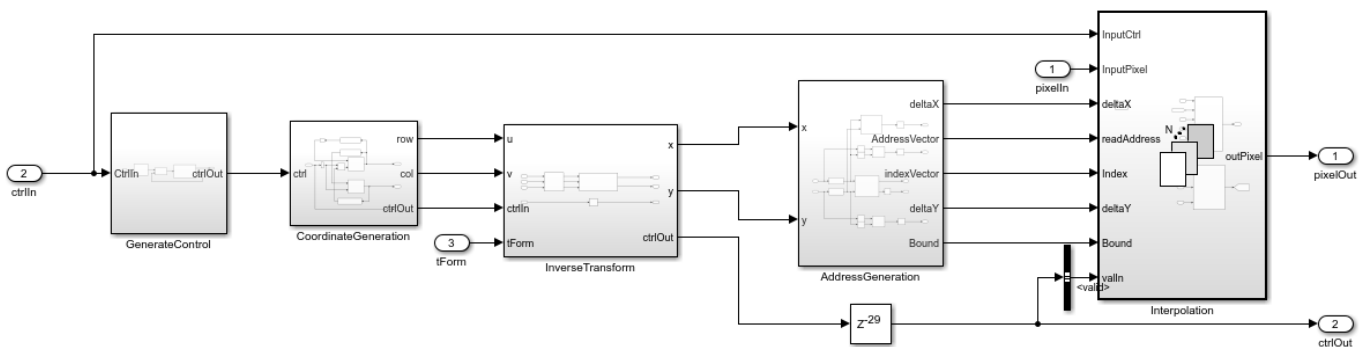 2
ctrlIn
CtrlIn
ctrlOut
GenerateControl
ctrl
row
col
ctrlOut
CoordinateGeneration
3
tForm
u
v
ctrlIn
tForm
x
y
ctrlOut
InverseTransform
x
y
deltaX
AddressVector
indexVector
deltaY
Bound
AddressGeneration
Z-29
1
pixelIn
<valid>
InputCtrl
InputPixel
deltaX
readAddress
Index
deltaY
Bound
valIn
N
outPixel
Interpolation
1
pixelOut
2
ctrlOut